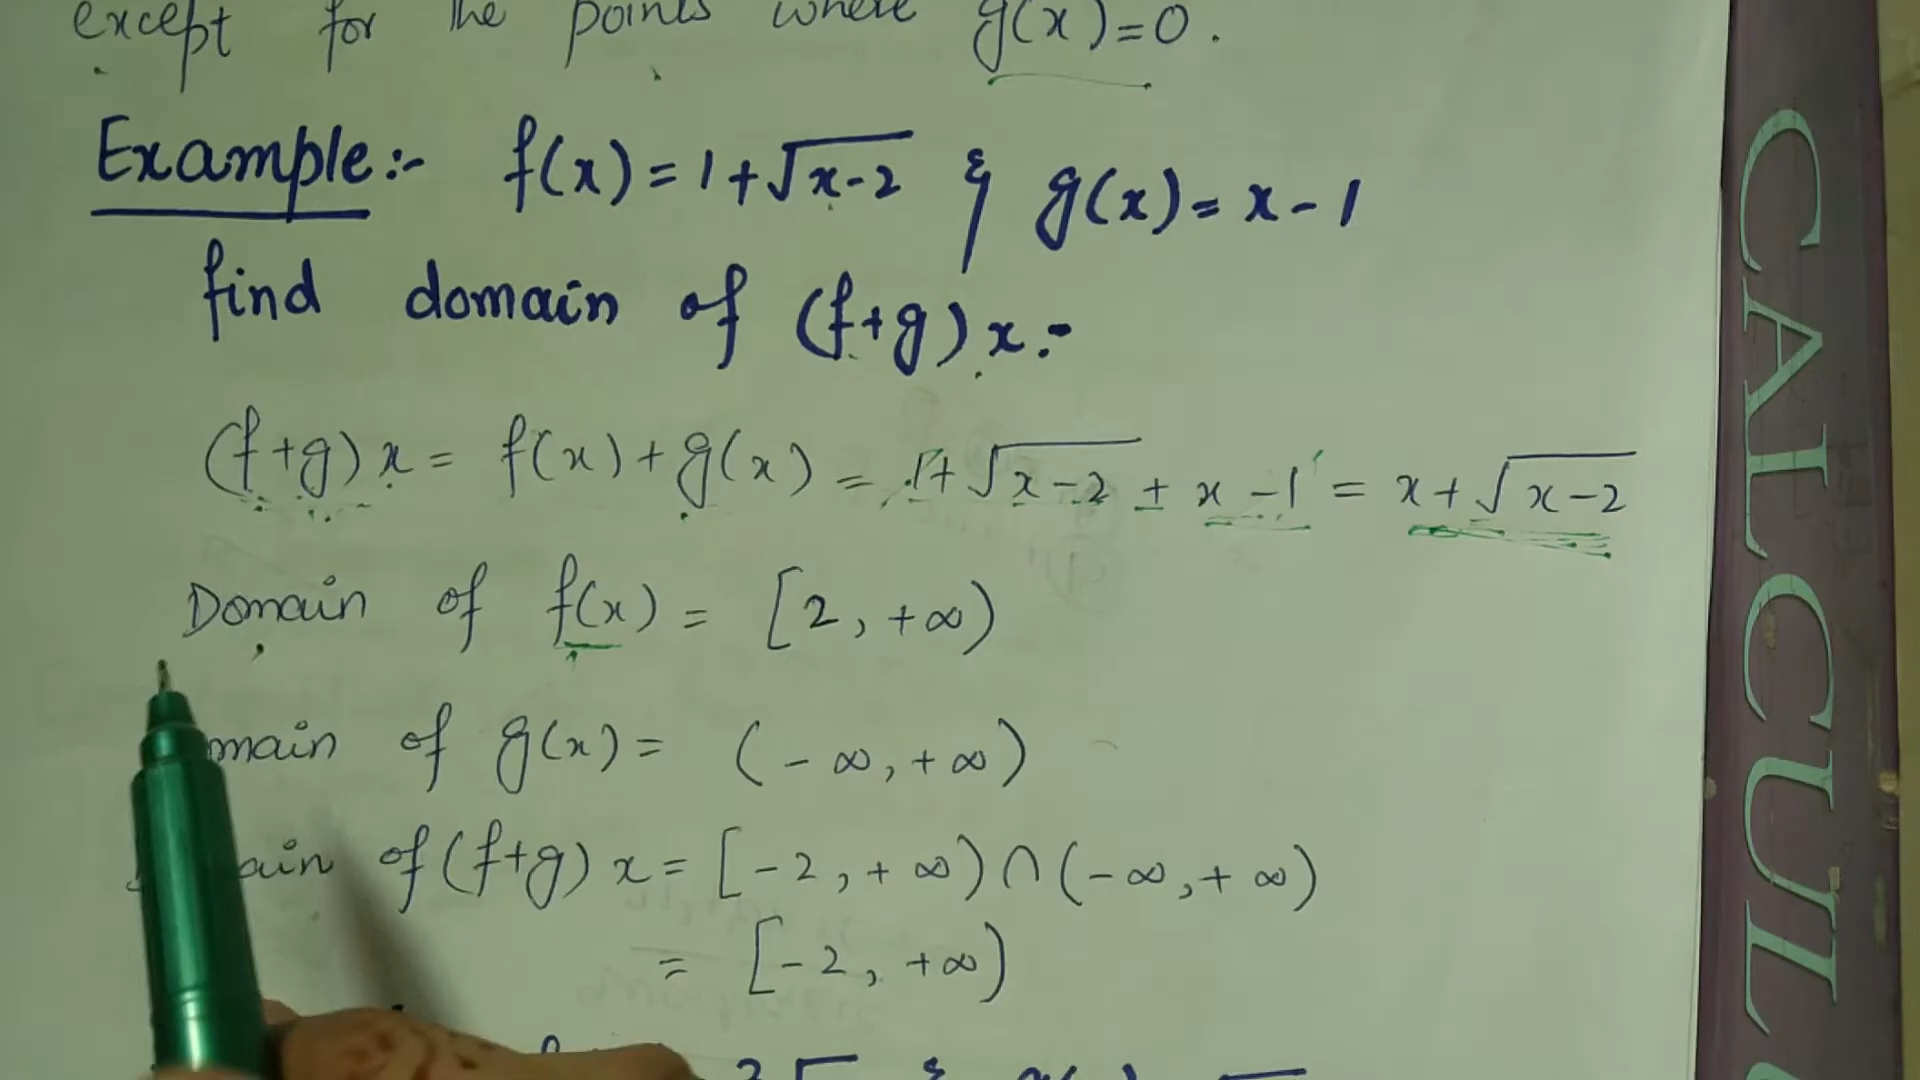 except for the points where g(x)=0.
Example:- f(x)=1+√x-2 & g(x)=x-1
find domain of (f+g)x:-
(f+g)x= f(x)+g(x) = 1+√x-2 + x-1 = x+√x-2
Domain of f(x) = [2, +∞)
main of g(x)= (-∞,+∞)
ain of (f+g)x= [-2,+∞)∩(-∞,+∞)
= [-2, +∞)
CALCUL